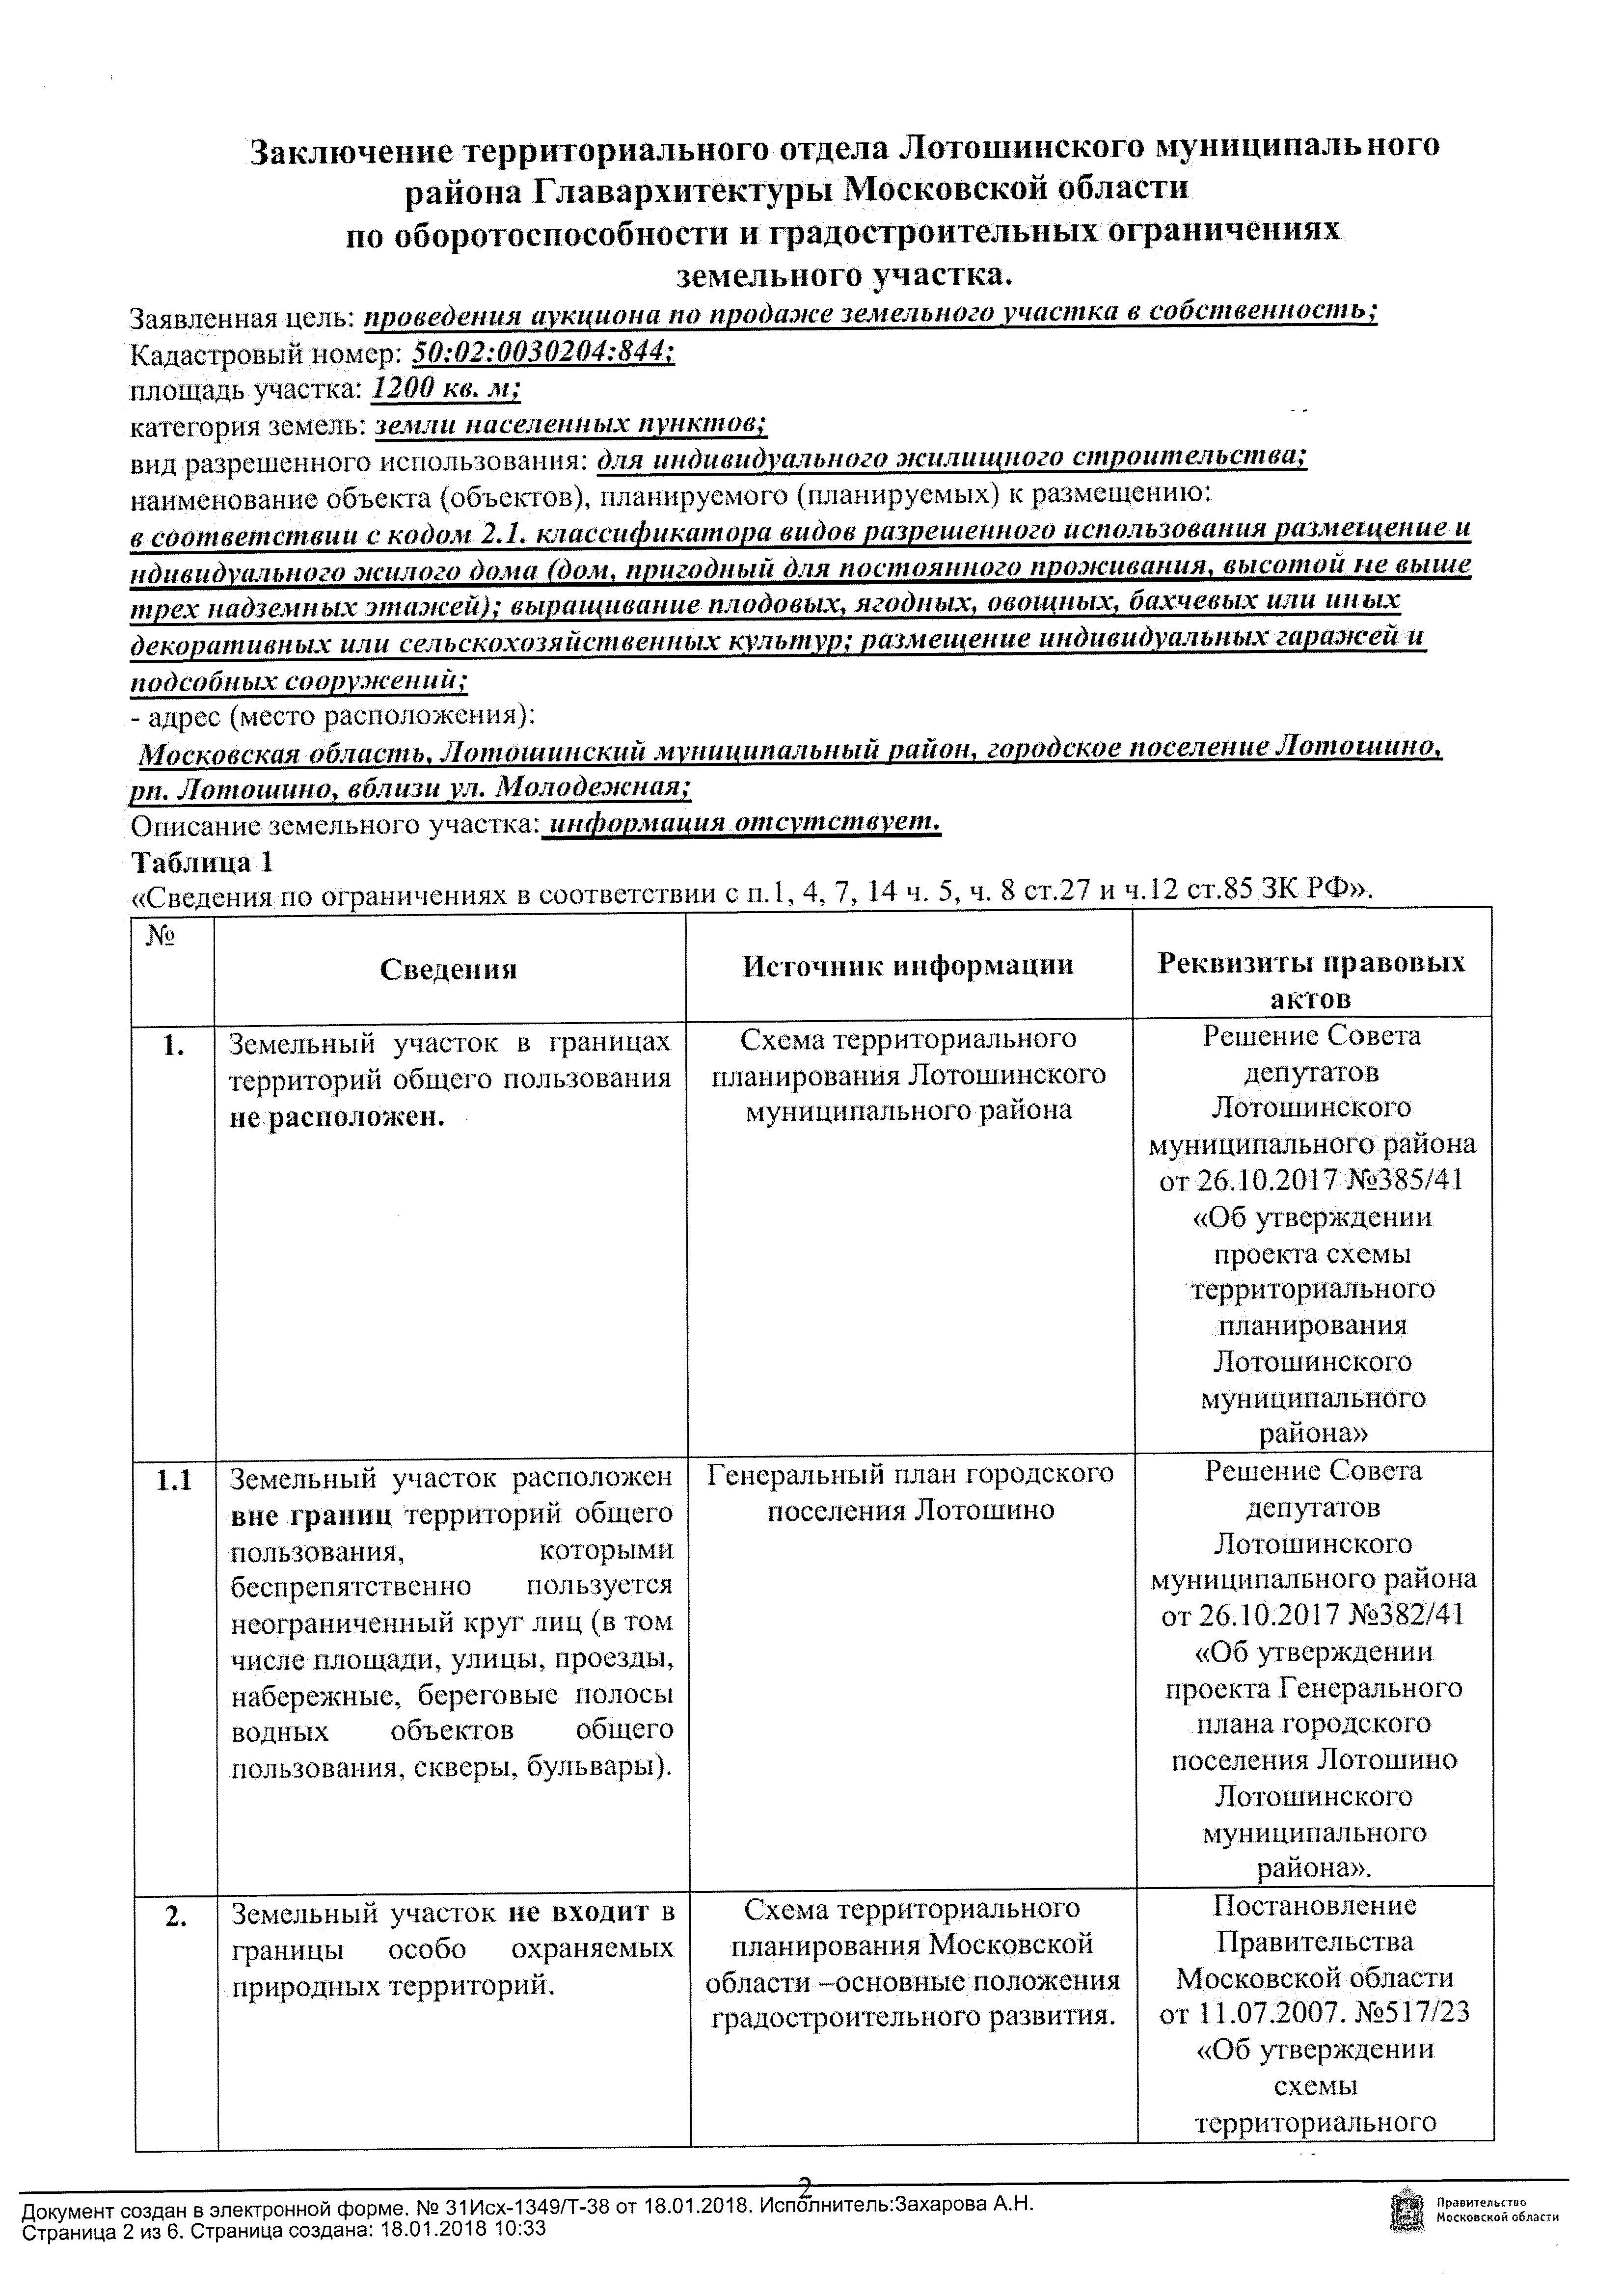 Заключение территориального отдела Лотошинского муниципального
района Главархитектуры Московской области
по оборотоспособности и градостроительных ограничениях
земельного участка.
Заявленная цель: проведения аукциона по продаже земельного участка в собственность;
Кадастровый номер: 50:02:0030204:844;
площадь участка: 1200 кв. м;
категория земель: земли населенных пунктов;
вид разрешенного использования: для индивидуального жилищного строительства;
наименование объекта (объектов), планируемого (планируемых) к размещению:
в соответствии с кодом 2.1. классификатора видов разрешенного использования размещение и
ндивидуального жилого дома (дом, пригодный для постоянного проживания, высотой не выше
трех надземных этажей); выращивание плодовых, ягодных, овощных, бахчевых или иных
декоративных или сельскохозяйственных культур; размещение индивидуальных гаражей и
подсобных сооружений;
- адрес (место расположения):
Московская область, Лотошинский муниципальный район, городское поселение Лотошино,
рп. Лотошино, вблизи ул. Молодежная;
Описание земельного участка: информация отсутствует.
Таблица 1
«Сведения по ограничениях в соответствии с п.1, 4, 7, 14 ч. 5, ч. 8 ст.27 и ч.12 ст.85 ЗК РФ».
№
Сведения
Источник информации
Реквизиты правовых
актов
1.
Земельный участок в границах
территорий общего пользования
не расположен.
Схема территориального
планирования Лотошинского
муниципального района
Решение Совета
депутатов
Лотошинского
муниципального района
от 26.10.2017 №385/41
«Об утверждении
проекта схемы
территориального
планирования
Лотошинского
муниципального
района»
1.1
Земельный участок расположен
вне границ территорий общего
пользования, которыми
беспрепятственно пользуется
неограниченный круг лиц (в том
числе площади, улицы, проезды,
набережные, береговые полосы
водных объектов общего
пользования, скверы, бульвары).
Генеральный план городского
поселения Лотошино
Решение Совета
депутатов
Лотошинского
муниципального района
от 26.10.2017 №382/41
«Об утверждении
проекта Генерального
плана городского
поселения Лотошино
Лотошинского
муниципального
района».
2.
Земельный участок не входит в
границы особо охраняемых
природных территорий.
Схема территориального
планирования Московской
области –основные положения
градостроительного развития.
Постановление
Правительства
Московской области
от 11.07.2007. №517/23
«Об утверждении
схемы
территориального
2
Документ создан в электронной форме. № 31Исх-1349/Т-38 от 18.01.2018. Исполнитель:Захарова А.Н.
Страница 2 из 6. Страница создана: 18.01.2018 10:33
Правительство
Московской области